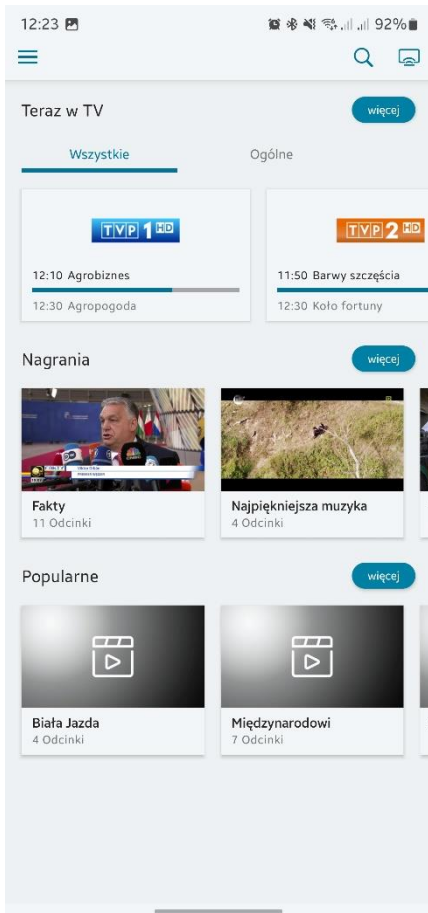 12:23
92%
Teraz w TV
więcej
Wszystkie
Ogólne
TVP 1 HD
TVP 2 HD
12:10 Agrobiznes
11:50 Barwy szczęścia
12:30 Agropogoda
12:30 Koło fortuny
Nagrania
więcej
Fakty
11 Odcinki
Najpiękniejsza muzyka
4 Odcinki
Popularne
więcej
Biała Jazda
4 Odcinki
Międzynarodowi
7 Odcinki